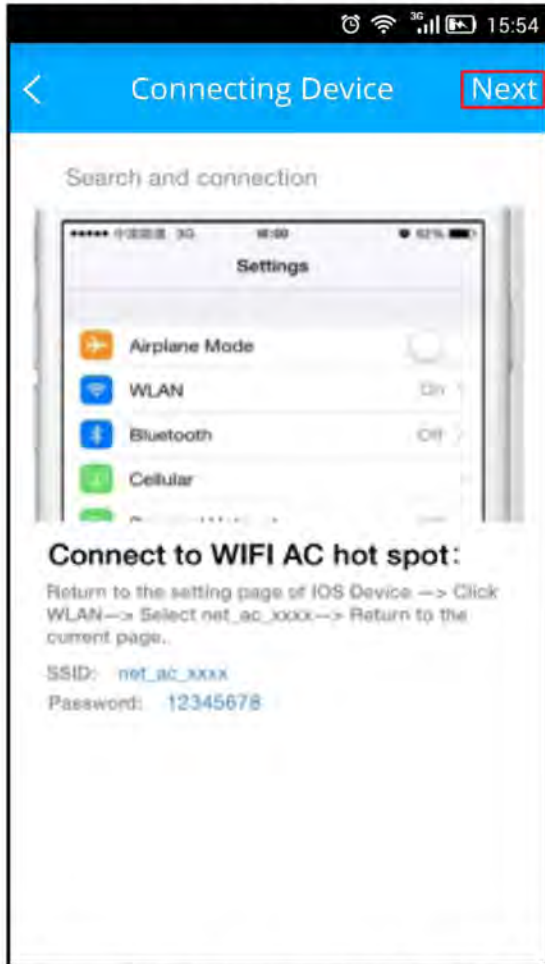 3G 15:54
Connecting Device Next
Search and connection
3G
Settings
Airplane Mode
WLAN On
Bluetooth Off
Cellular
Connect to WIFI AC hot spot:
Return to the setting page of IOS Device —> Click
WLAN—> Select net_ac_xxxx—> Return to the
current page.
SSID: net_ac_xxxx
Password: 12345678